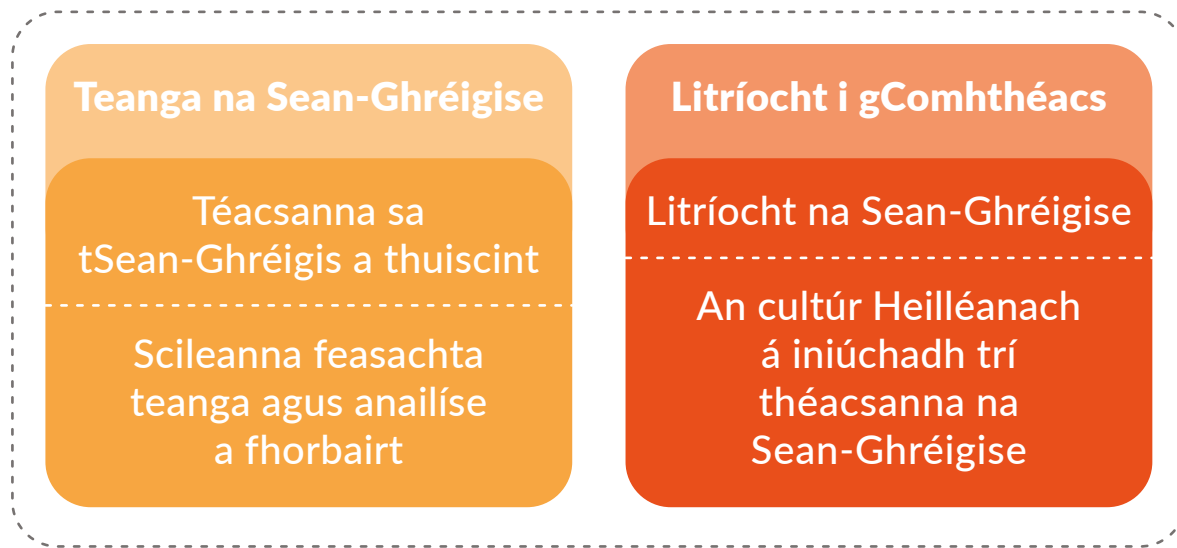 Teanga na Sean-Ghréigise
Téacsanna sa
tSean-Ghréigis a thuiscint
Scileanna feasachta
teanga agus anailíse
a fhorbairt
Litríocht i gComhthéacs
Litríocht na Sean-Ghréigise
An cultúr Heilléanach
á iniúchadh trí
théacsanna na
Sean-Ghréigise